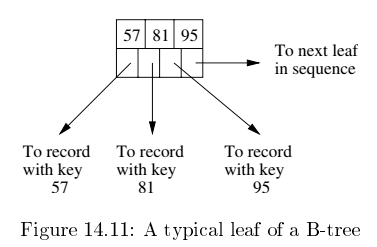 57 81 95
To next leaf
in sequence
To record
with key
57
To record
with key
81
To record
with key
95
Figure 14.11: A typical leaf of a B-tree